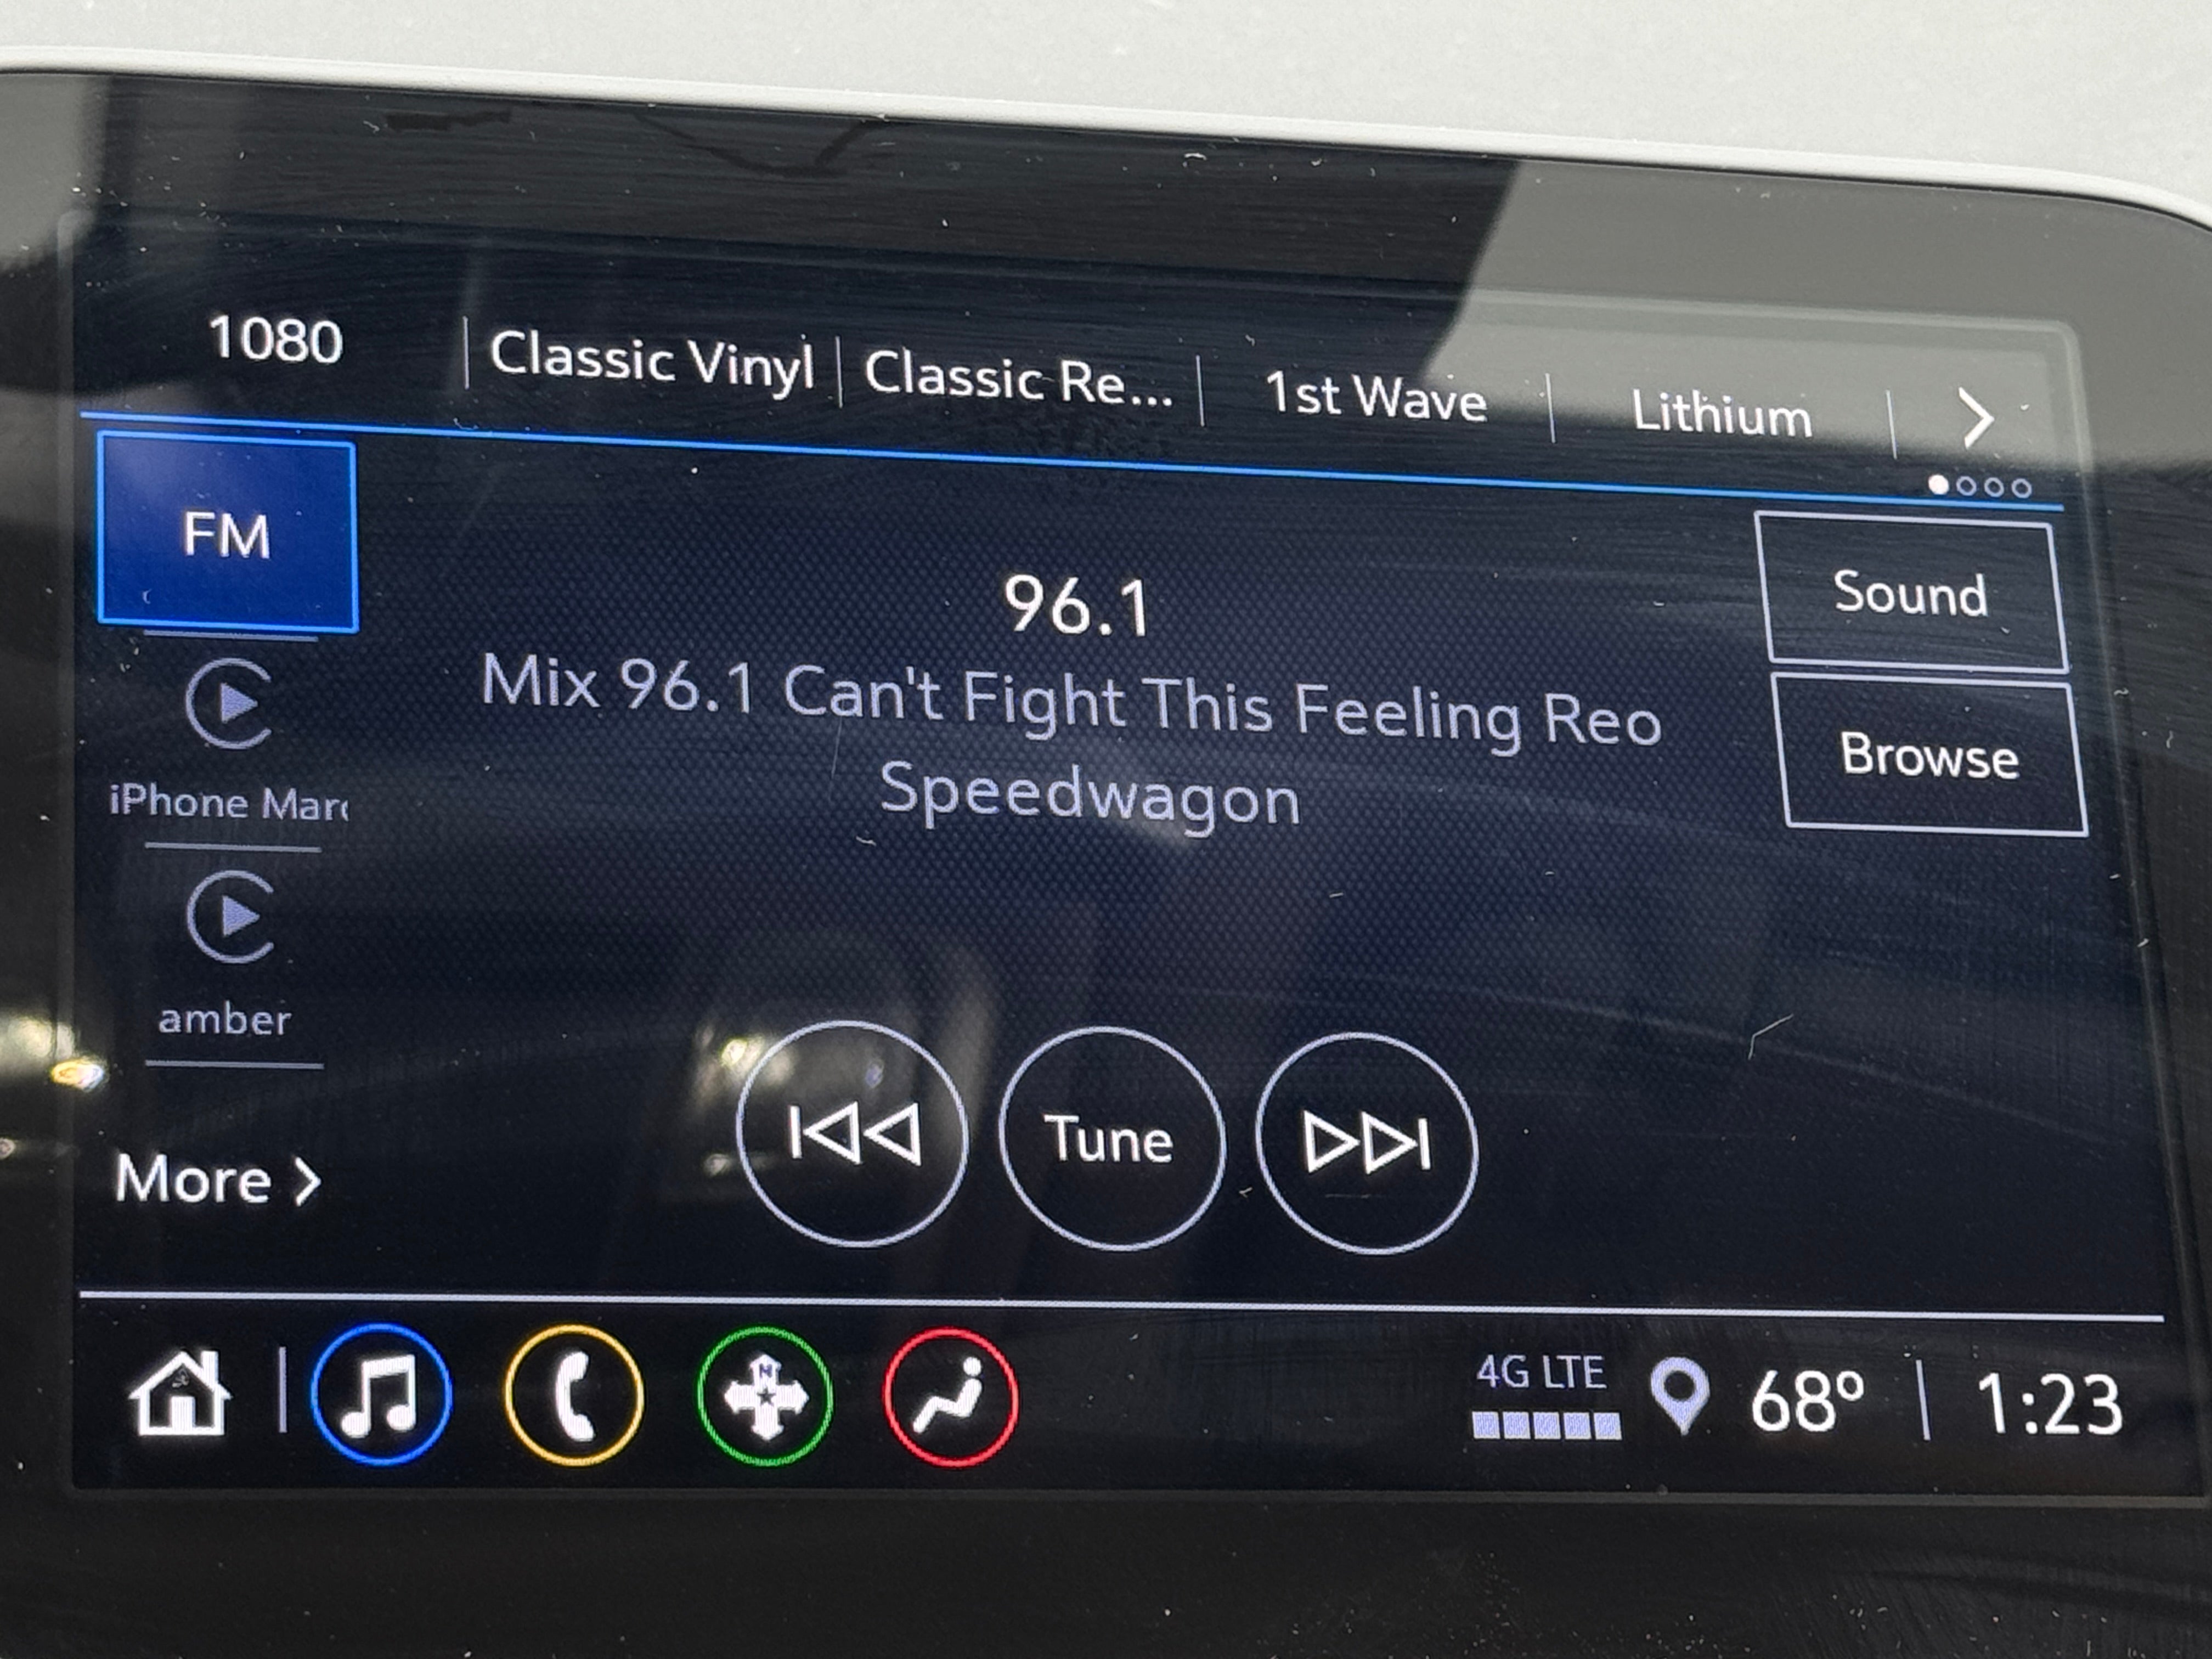 1080
Classic Vinyl
Classic Re...
1st Wave
Lithium
FM
96.1
Mix 96.1 Can't Fight This Feeling Reo
Speedwagon
Sound
Browse
iPhone Marc
amber
More
Tune
N
4G LTE
68°
1:23